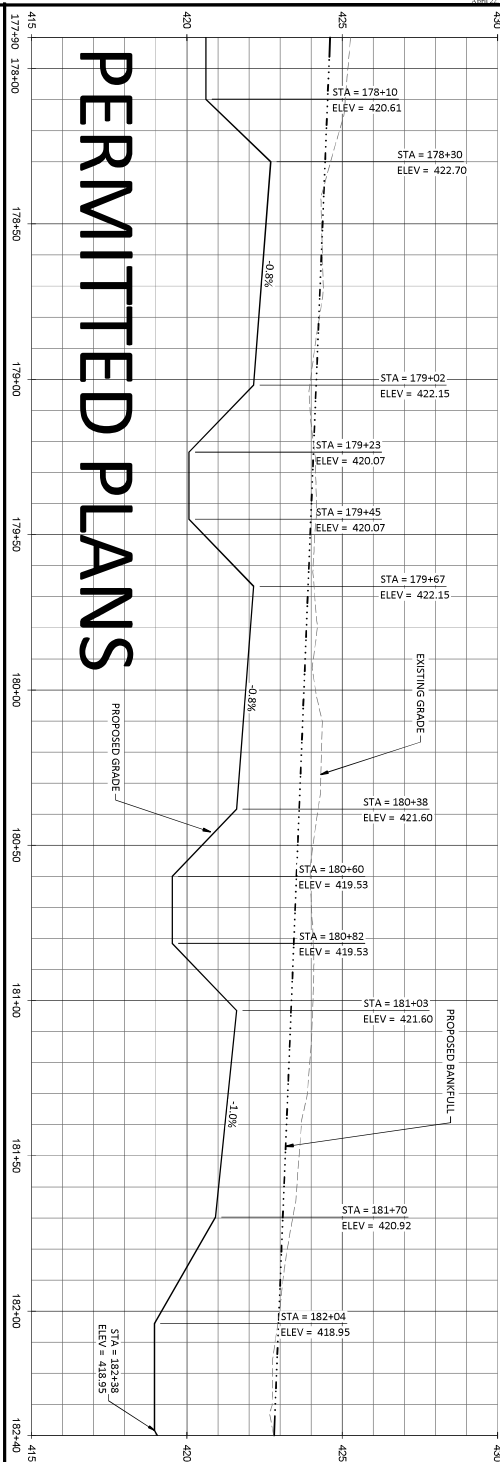 430
425
420
415
177+90
178+00
178+50
179+00
179+50
180+00
180+50
181+00
181+50
182+00
182+40
430
425
420
415
STA = 178+10
ELEV = 420.61
STA = 178+30
ELEV = 422.70
-0.8%
STA = 179+02
ELEV = 422.15
STA = 179+23
ELEV = 420.07
STA = 179+45
ELEV = 420.07
STA = 179+67
ELEV = 422.15
-0.8%
EXISTING GRADE
PROPOSED GRADE
STA = 180+38
ELEV = 421.60
STA = 180+60
ELEV = 419.53
STA = 180+82
ELEV = 419.53
STA = 181+03
ELEV = 421.60
PROPOSED BANKFULL
-1.0%
STA = 181+70
ELEV = 420.92
STA = 182+04
ELEV = 418.95
STA = 182+38
ELEV = 418.95
PERMITTED PLANS